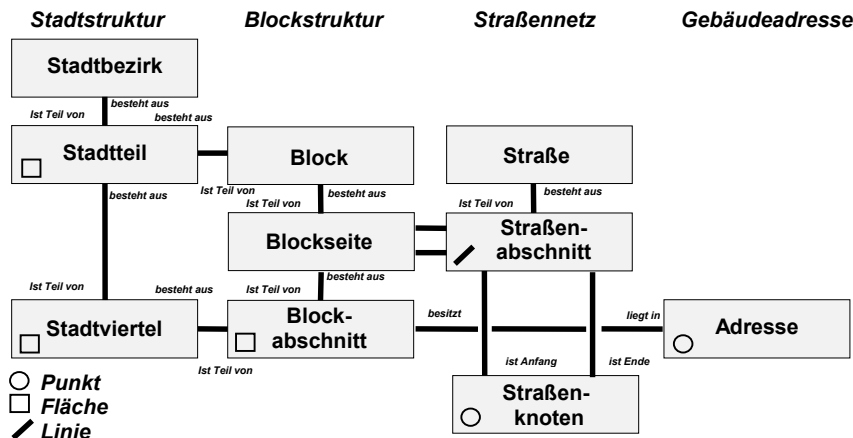 Stadtstruktur Blockstruktur Straßennetz Gebäudeadresse
Stadtbezirk
besteht aus
Ist Teil von
besteht aus
Stadtteil
Block
Straße
besteht aus
Ist Teil von
besteht aus
Ist Teil von
Ist Teil von
besteht aus
Blockseite
Straßen-
abschnitt
besteht aus
Ist Teil von
besteht aus
Ist Teil von
Stadtviertel
Block-
abschnitt
besitzt
liegt in
Adresse
Ist Teil von
ist Anfang
ist Ende
Straßen-
knoten
Punkt
Fläche
Linie